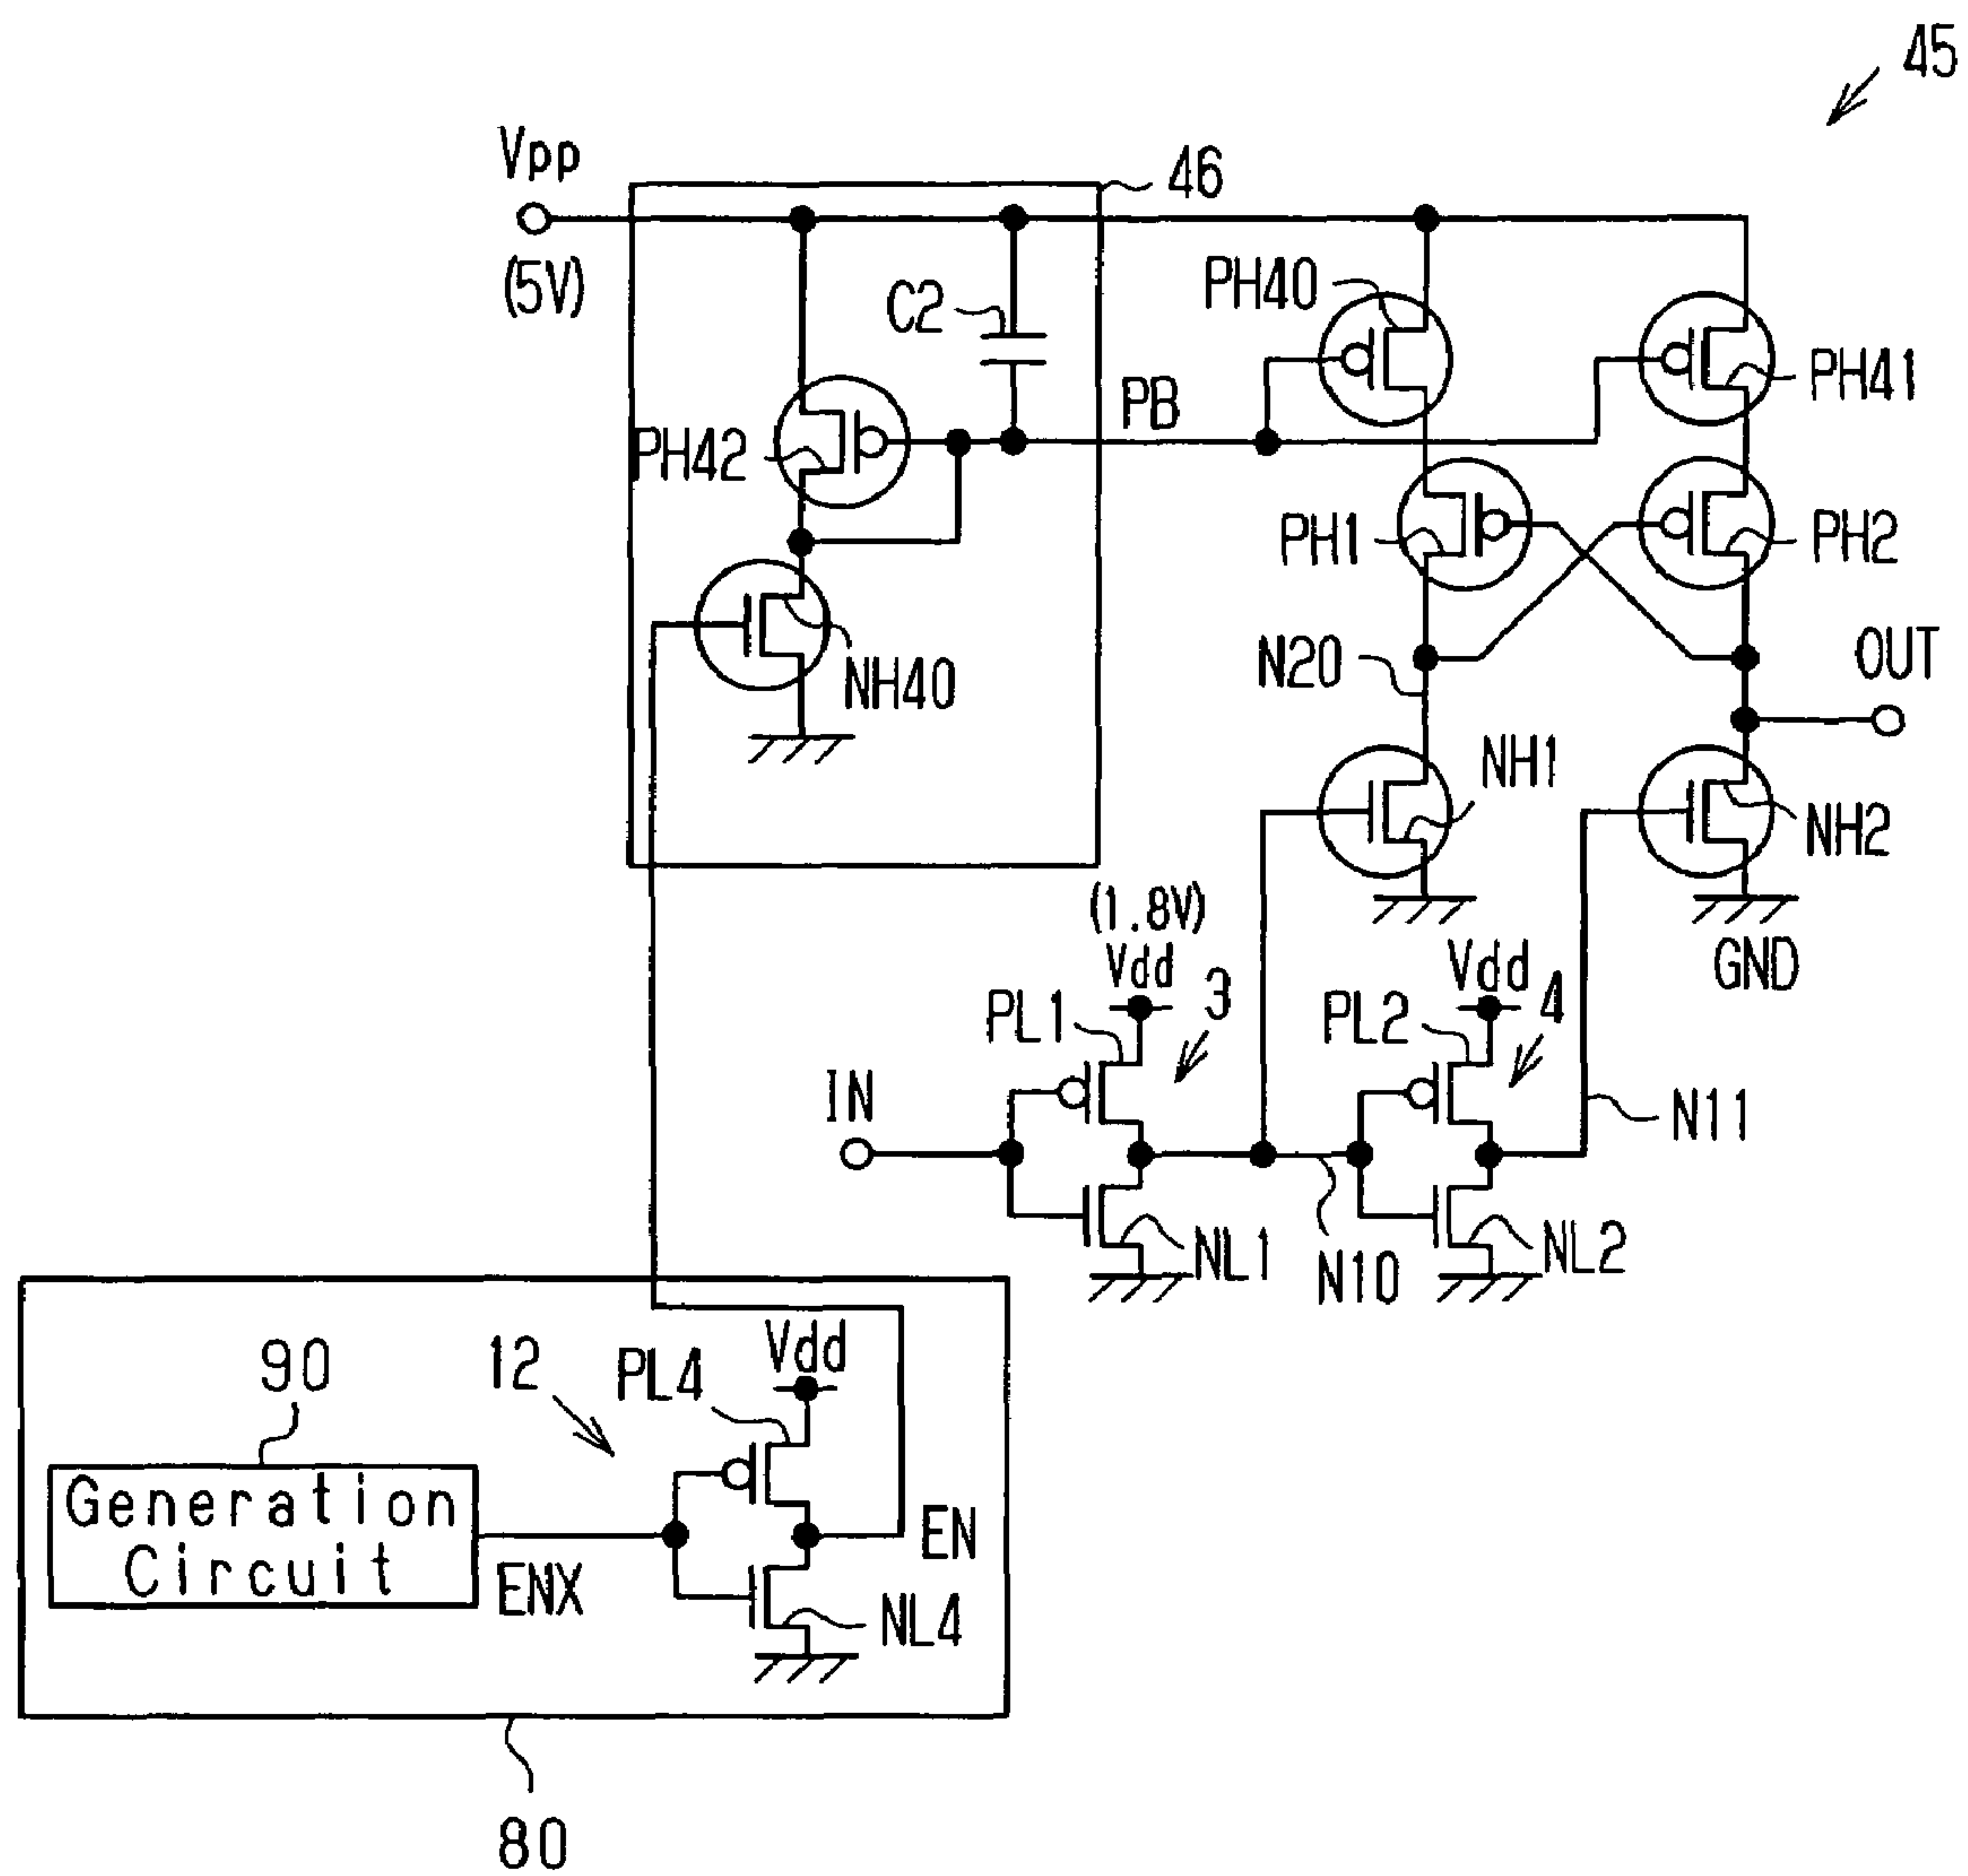 45
Vpp
46
(5V)
C2
PH40
PH41
PB
PH42
PH1
PH2
N20
OUT
NH40
NH1
NH2
(1.8V)
Vdd
3
Vdd
4
GND
PL1
PL2
IN
N11
NL1
N10
NL2
90
12
PL4
Vdd
Generation
Circuit
ENX
EN
NL4
80